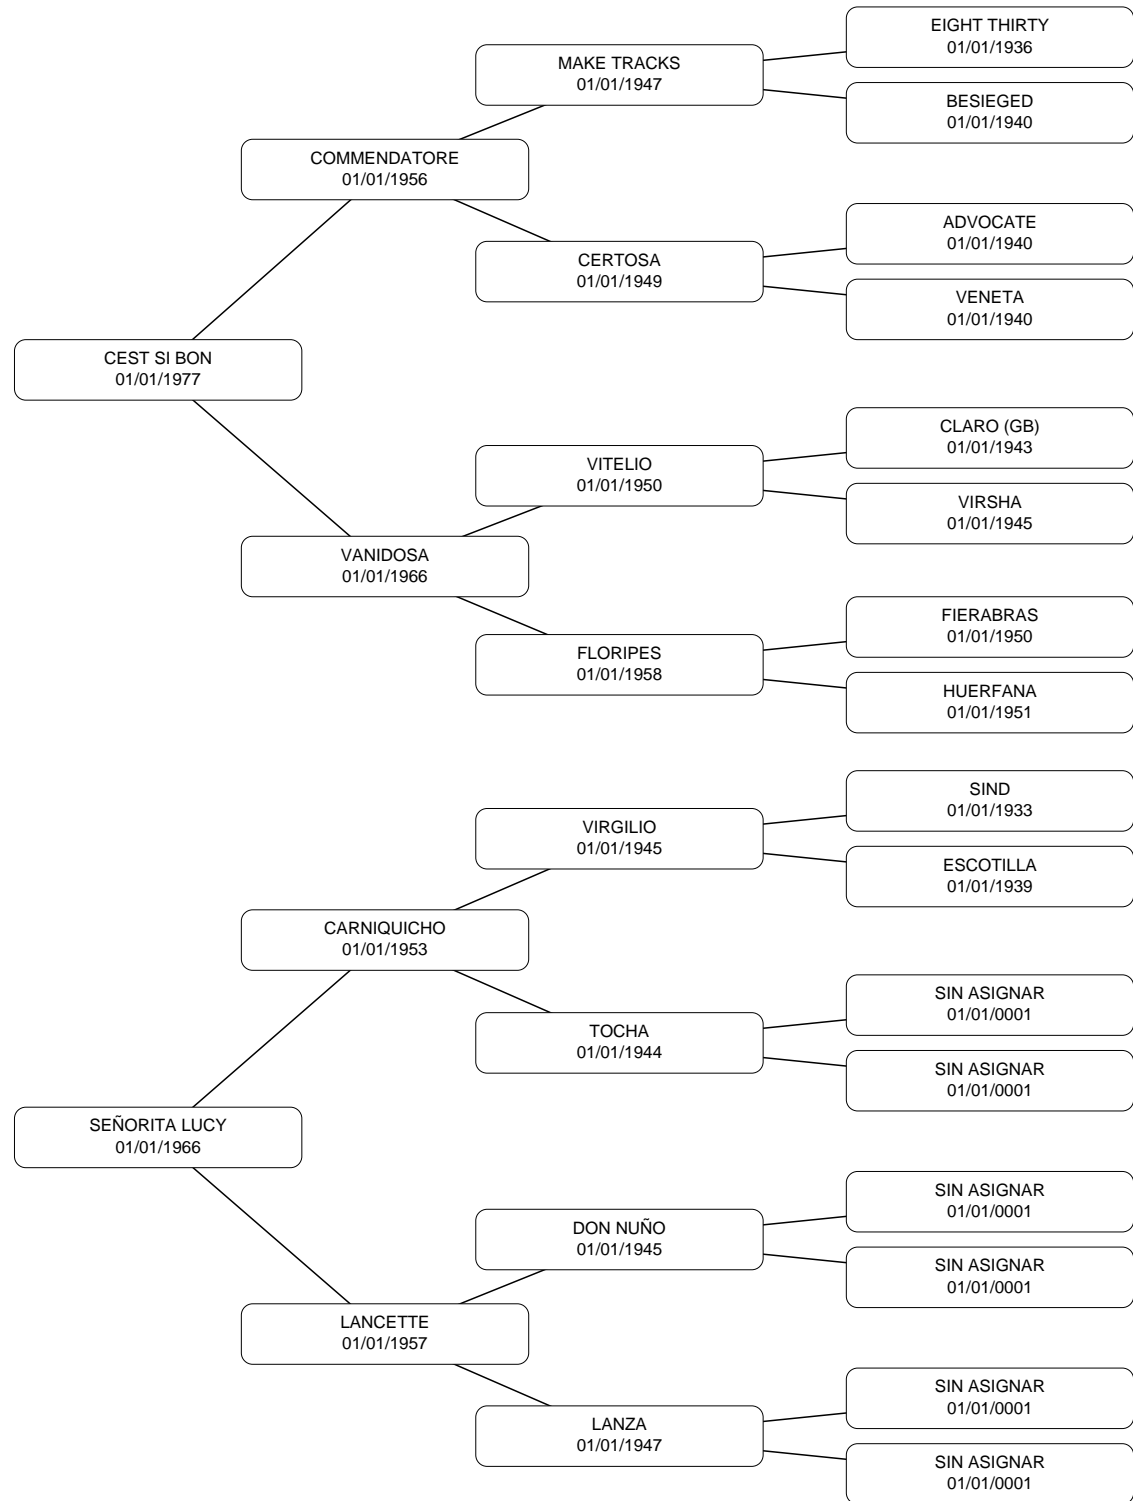 EIGHT THIRTY
01/01/1936
MAKE TRACKS
01/01/1947
BESIEGED
01/01/1940
COMMENDATORE
01/01/1956
ADVOCATE
01/01/1940
CERTOSA
01/01/1949
VENETA
01/01/1940
CEST SI BON
01/01/1977
CLARO (GB)
01/01/1943
VITELIO
01/01/1950
VIRSHA
01/01/1945
VANIDOSA
01/01/1966
FIERABRAS
01/01/1950
FLORIPES
01/01/1958
HUERFANA
01/01/1951
SIND
01/01/1933
VIRGILIO
01/01/1945
ESCOTILLA
01/01/1939
CARNIQUICHO
01/01/1953
SIN ASIGNAR
01/01/0001
TOCHA
01/01/1944
SIN ASIGNAR
01/01/0001
SEÑORITA LUCY
01/01/1966
SIN ASIGNAR
01/01/0001
DON NUÑO
01/01/1945
SIN ASIGNAR
01/01/0001
LANCETTE
01/01/1957
SIN ASIGNAR
01/01/0001
LANZA
01/01/1947
SIN ASIGNAR
01/01/0001